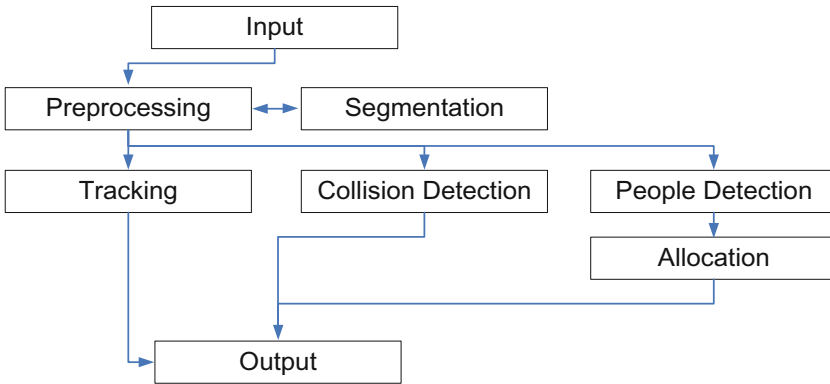 Input
Preprocessing
Segmentation
Tracking
Collision Detection
People Detection
Allocation
Output